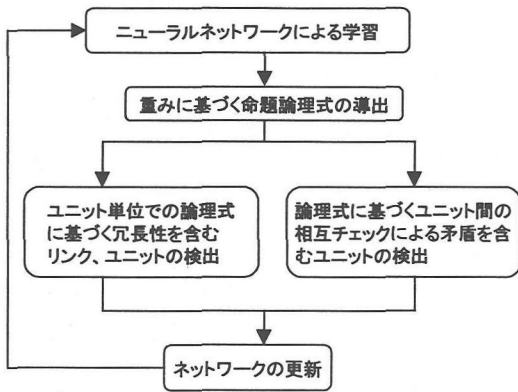 ニューラルネットワークによる学習
重みに基づく命題論理式の導出
ユニット単位での論理式
に基づく冗長性を含む
リンク、ユニットの検出
論理式に基づくユニット間の
相互チェックによる矛盾を含
むユニットの検出
ネットワークの更新